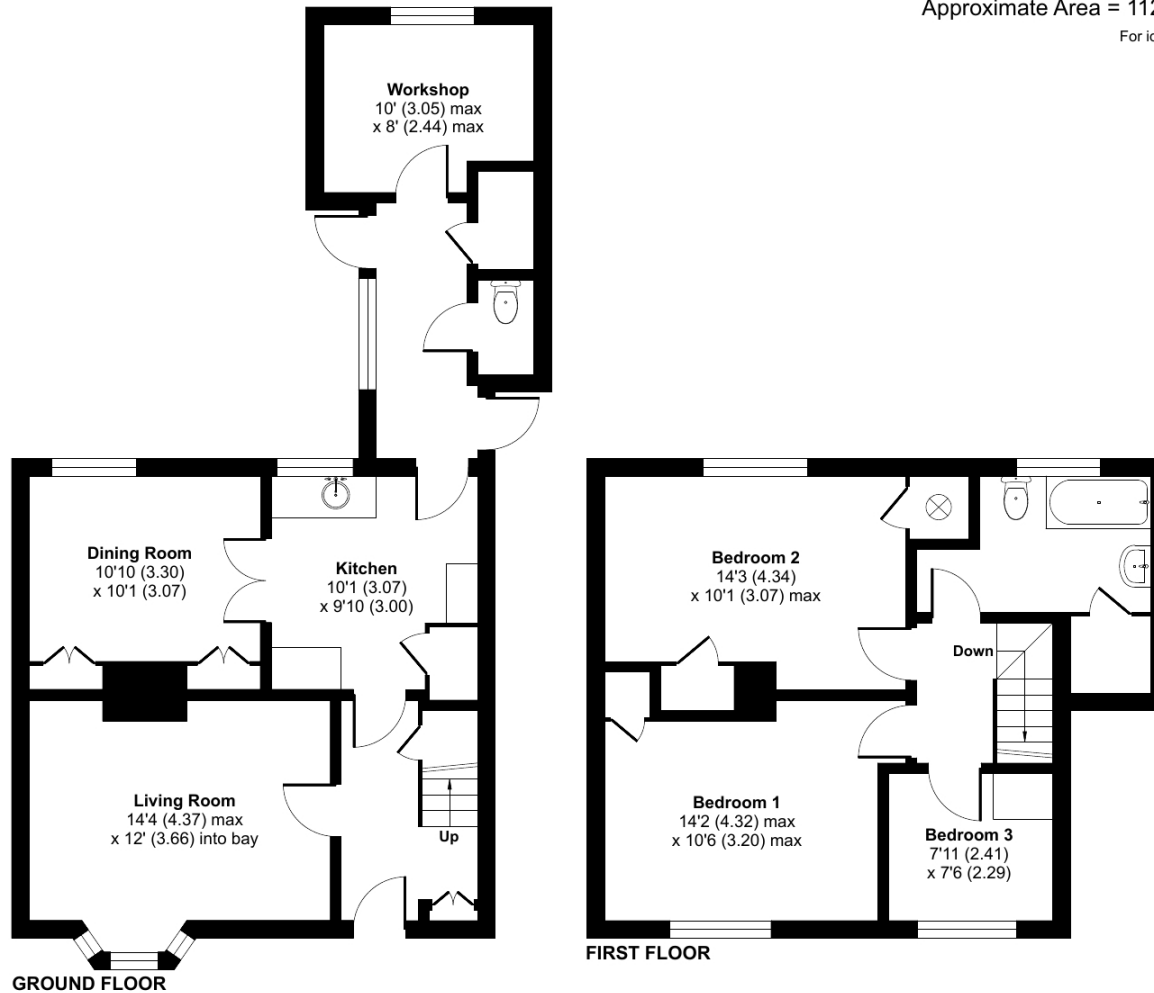 Approximate Area = 112
For id
Workshop
10' (3.05) max
x 8' (2.44) max
Dining Room
10'10 (3.30)
x 10'1 (3.07)
Kitchen
10'1 (3.07)
x 9'10 (3.00)
Living Room
14'4 (4.37) max
x 12' (3.66) into bay
Up
GROUND FLOOR
Bedroom 2
14'3 (4.34)
x 10'1 (3.07) max
Down
Bedroom 1
14'2 (4.32) max
x 10'6 (3.20) max
Bedroom 3
7'11 (2.41)
x 7'6 (2.29)
FIRST FLOOR